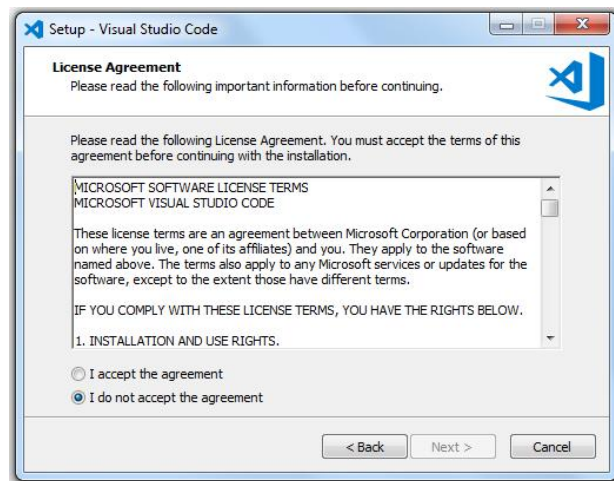 Setup - Visual Studio Code
License Agreement
Please read the following important information before continuing.
Please read the following License Agreement. You must accept the terms of this
agreement before continuing with the installation.
MICROSOFT SOFTWARE LICENSE TERMS
MICROSOFT VISUAL STUDIO CODE
These license terms are an agreement between Microsoft Corporation (or based
on where you live, one of its affiliates) and you. They apply to the software
named above. The terms also apply to any Microsoft services or updates for the
software, except to the extent those have different terms.
IF YOU COMPLY WITH THESE LICENSE TERMS, YOU HAVE THE RIGHTS BELOW.
1. INSTALLATION AND USE RIGHTS.
I accept the agreement
I do not accept the agreement
< Back Next > Cancel